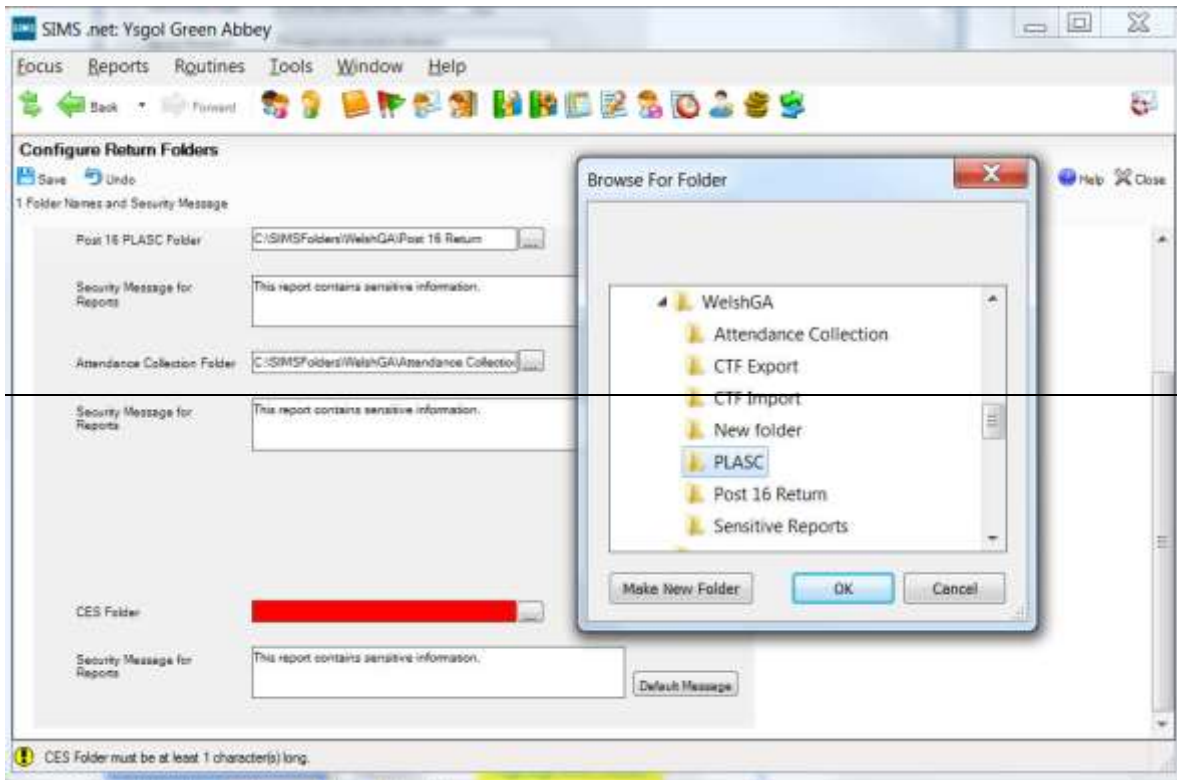 SIMS .net: Ysgol Green Abbey
Focus Reports Routines Tools Window Help
Back Forward
Configure Return Folders
Save Undo
Help Close
1 Folder Names and Security Message
Post 16 PLASC Folder
C:\SIMSFolders\WelshGA\Post 16 Return
...
Security Message for
Reports
This report contains sensitive information.
Attendance Collection Folder
C:\SIMSFolders\WelshGA\Attendance Collection
...
Security Message for
Reports
This report contains sensitive information.
CES Folder
...
Security Message for
Reports
This report contains sensitive information.
Default Message
Browse For Folder
WelshGA
Attendance Collection
CTF Export
CTF Import
New folder
PLASC
Post 16 Return
Sensitive Reports
Make New Folder
OK
Cancel
CES Folder must be at least 1 character(s) long.